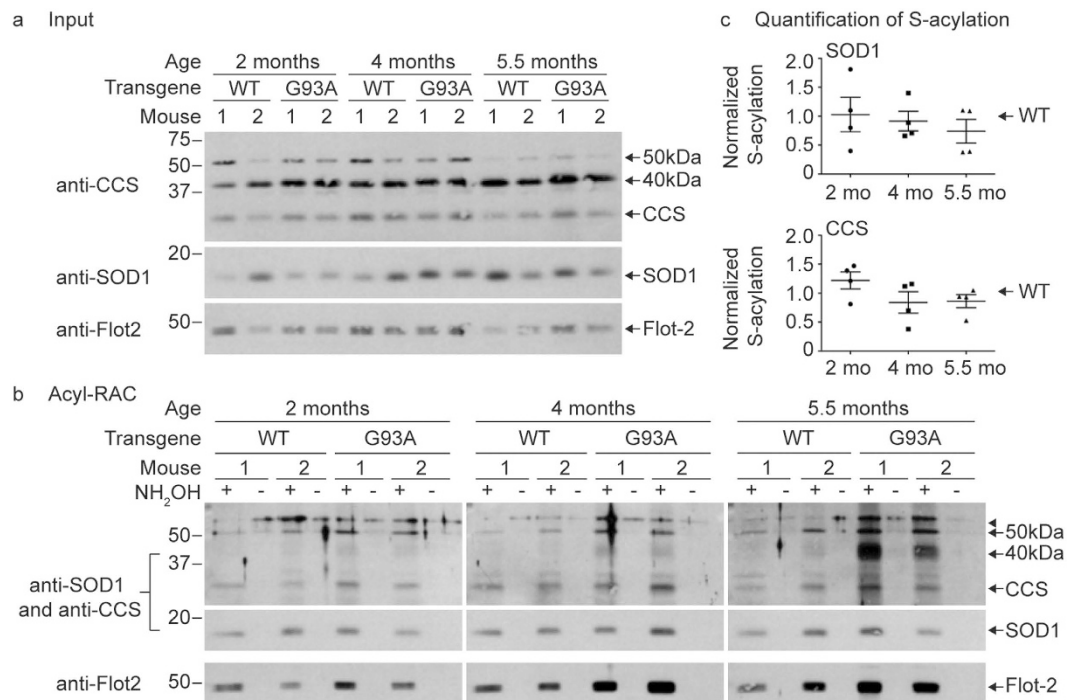 a Input
Age 2 months 4 months 5.5 months
Transgene WT G93A WT G93A WT G93A
Mouse 1 2 1 2 1 2 1 2 1 2 1 2
75
50 50kDa
anti-CCS 37 40kDa
CCS
20
anti-SOD1 SOD1
50
anti-Flot2 Flot-2
c Quantification of S-acylation
SOD1
Normalized
S-acylation
2.0
1.5
1.0 WT
0.5
0
2 mo 4 mo 5.5 mo
CCS
Normalized
S-acylation
2.0
1.5
1.0 WT
0.5
0
2 mo 4 mo 5.5 mo
b Acyl-RAC
Age 2 months 4 months 5.5 months
Transgene WT G93A WT G93A WT G93A
Mouse 1 2 1 2 1 2 1 2 1 2 1 2
NH2OH + - + - + - + - + - + - + - + - + - + - + - + -
50 50kDa
37 40kDa
anti-SOD1
and anti-CCS
CCS
20
SOD1
anti-Flot2 50 Flot-2